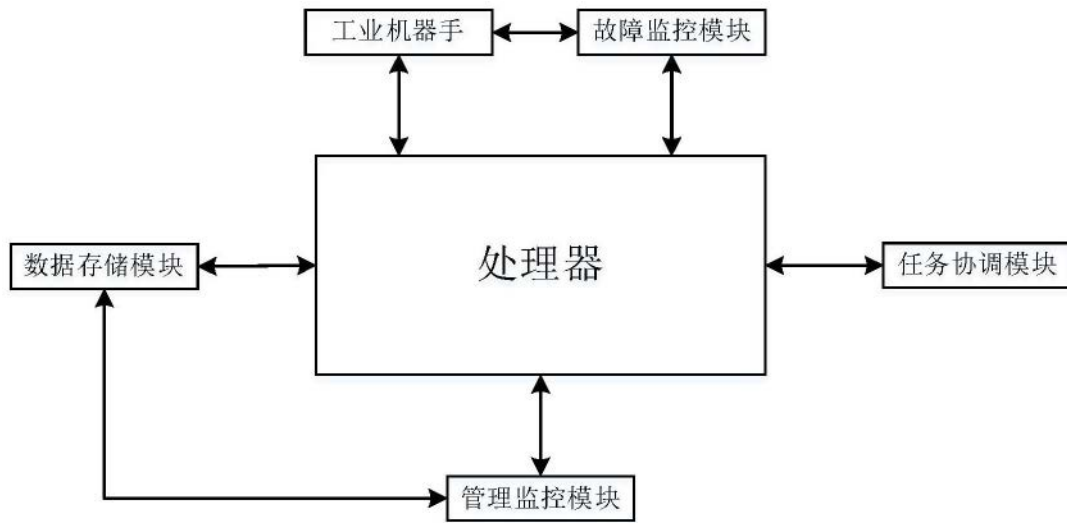 工业机器手
故障监控模块
处理器
数据存储模块
任务协调模块
管理监控模块